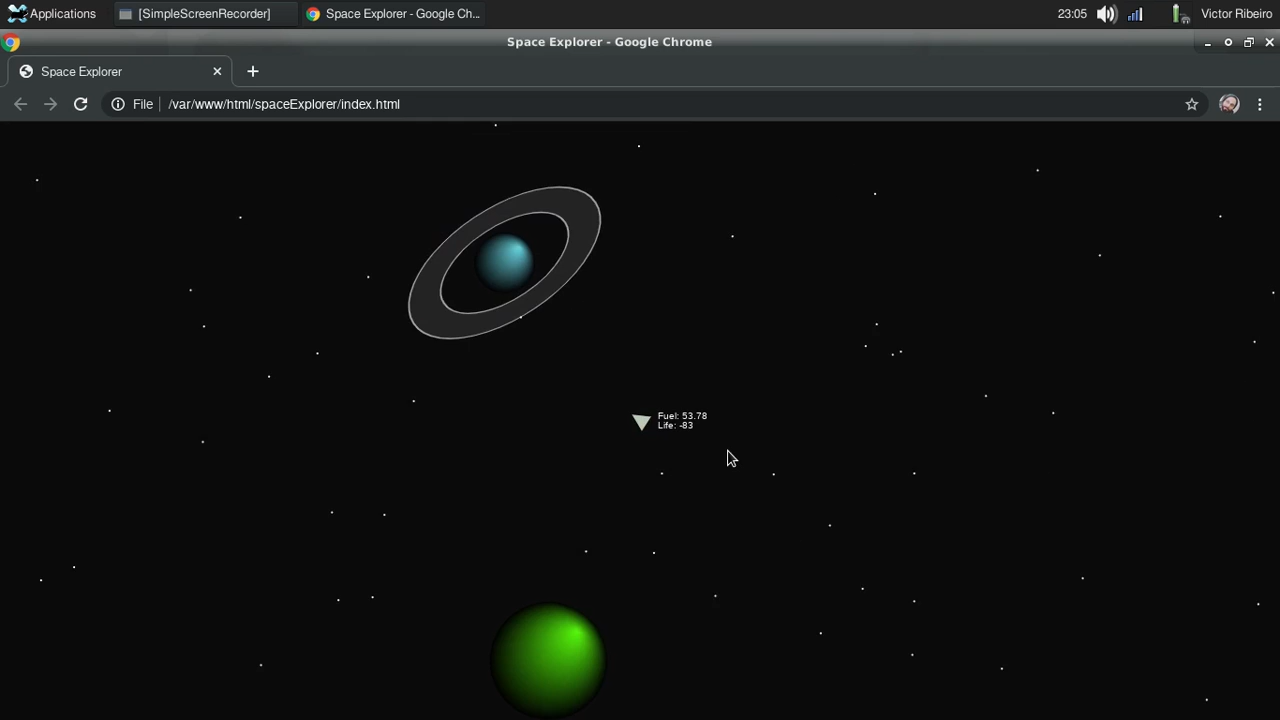 Applications
[SimpleScreenRecorder]
Space Explorer - Google Ch...
23:05
Victor Ribeiro
Space Explorer - Google Chrome
Space Explorer
File
/var/www/html/spaceExplorer/index.html
Fuel: 53.78
Life: -83